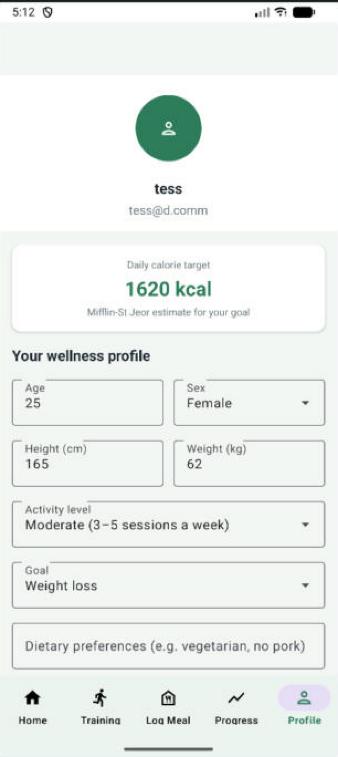 5:12
tess
tess@d.comm
Daily calorie target
1620 kcal
Mifflin-St Jeor estimate for your goal
Your wellness profile
Age
25
Sex
Female
Height (cm)
165
Weight (kg)
62
Activity level
Moderate (3–5 sessions a week)
Goal
Weight loss
Dietary preferences (e.g. vegetarian, no pork)
Home
Training
Log Meal
Progress
Profile